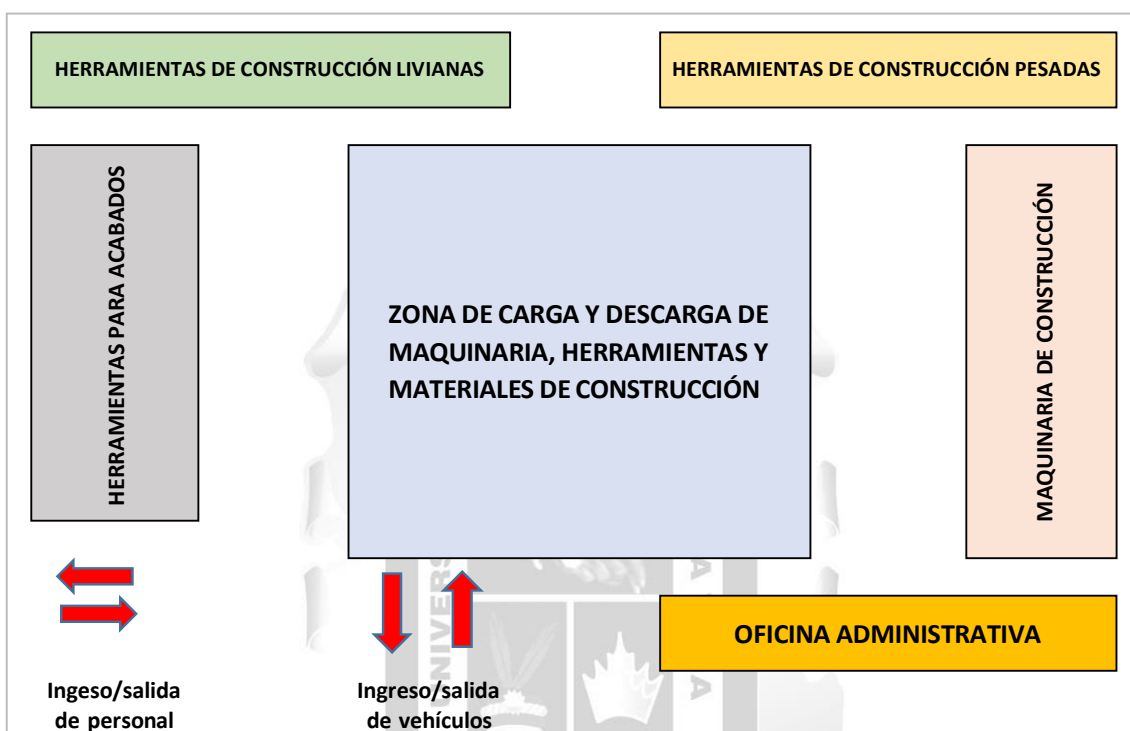 HERRAMIENTAS DE CONSTRUCCIÓN LIVIANAS
HERRAMIENTAS DE CONSTRUCCIÓN PESADAS
HERRAMIENTAS PARA ACABADOS
ZONA DE CARGA Y DESCARGA DE
MAQUINARIA, HERRAMIENTAS Y
MATERIALES DE CONSTRUCCIÓN
MAQUINARIA DE CONSTRUCCIÓN
OFICINA ADMINISTRATIVA
Ingeso/salida
de personal
Ingreso/salida
de vehículos